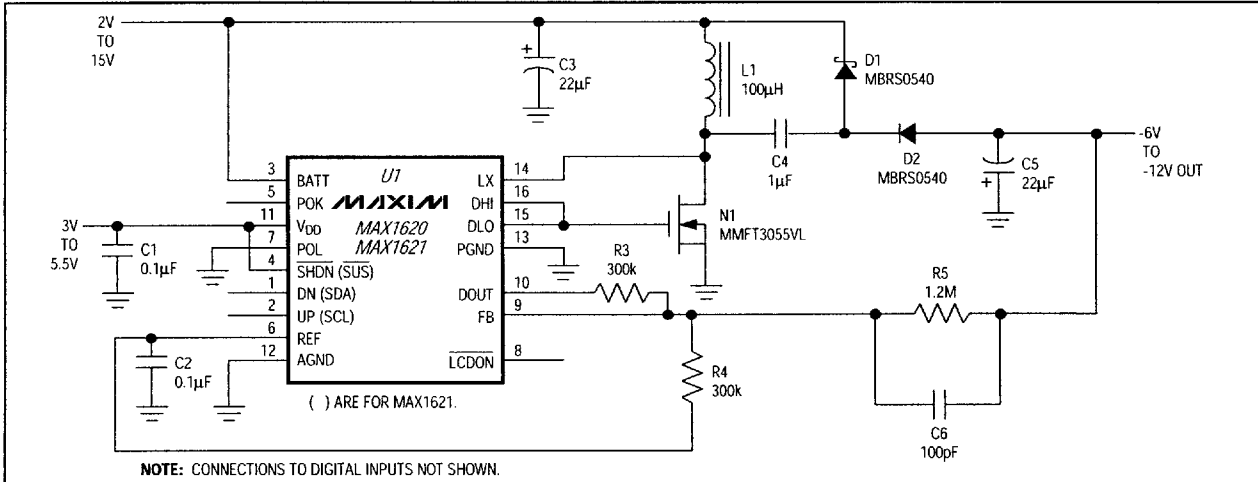 2V
TO
15V
C3
22µF
L1
100µH
D1
MBRS0540
C4
1µF
D2
MBRS0540
C5
22µF
-6V
TO
-12V OUT
3V
TO
5.5V
C1
0.1µF
C2
0.1µF
3
5
11
7
4
1
2
6
12
U1
MAXIM
MAX1620
MAX1621
BATT
POK
VDD
POL
SHDN (SUS)
DN (SDA)
UP (SCL)
REF
AGND
LX
DHI
DLO
PGND
DOUT
FB
LCDON
14
16
15
13
10
9
8
N1
MMFT3055VL
R3
300k
R4
300k
R5
1.2M
C6
100pF
( ) ARE FOR MAX1621.
NOTE: CONNECTIONS TO DIGITAL INPUTS NOT SHOWN.